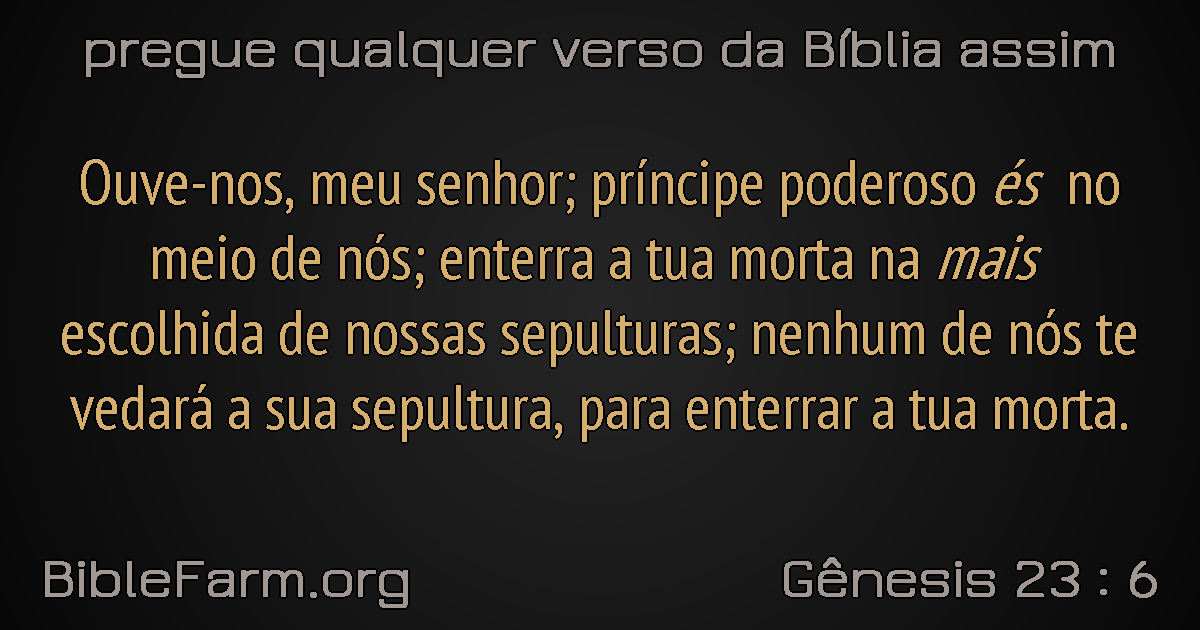 pregue qualquer verso da Bíblia assim
Ouve-nos, meu senhor; príncipe poderoso és no
meio de nós; enterra a tua morta na mais
escolhida de nossas sepulturas; nenhum de nós te
vedará a sua sepultura, para enterrar a tua morta.
BibleFarm.org
Gênesis 23 : 6